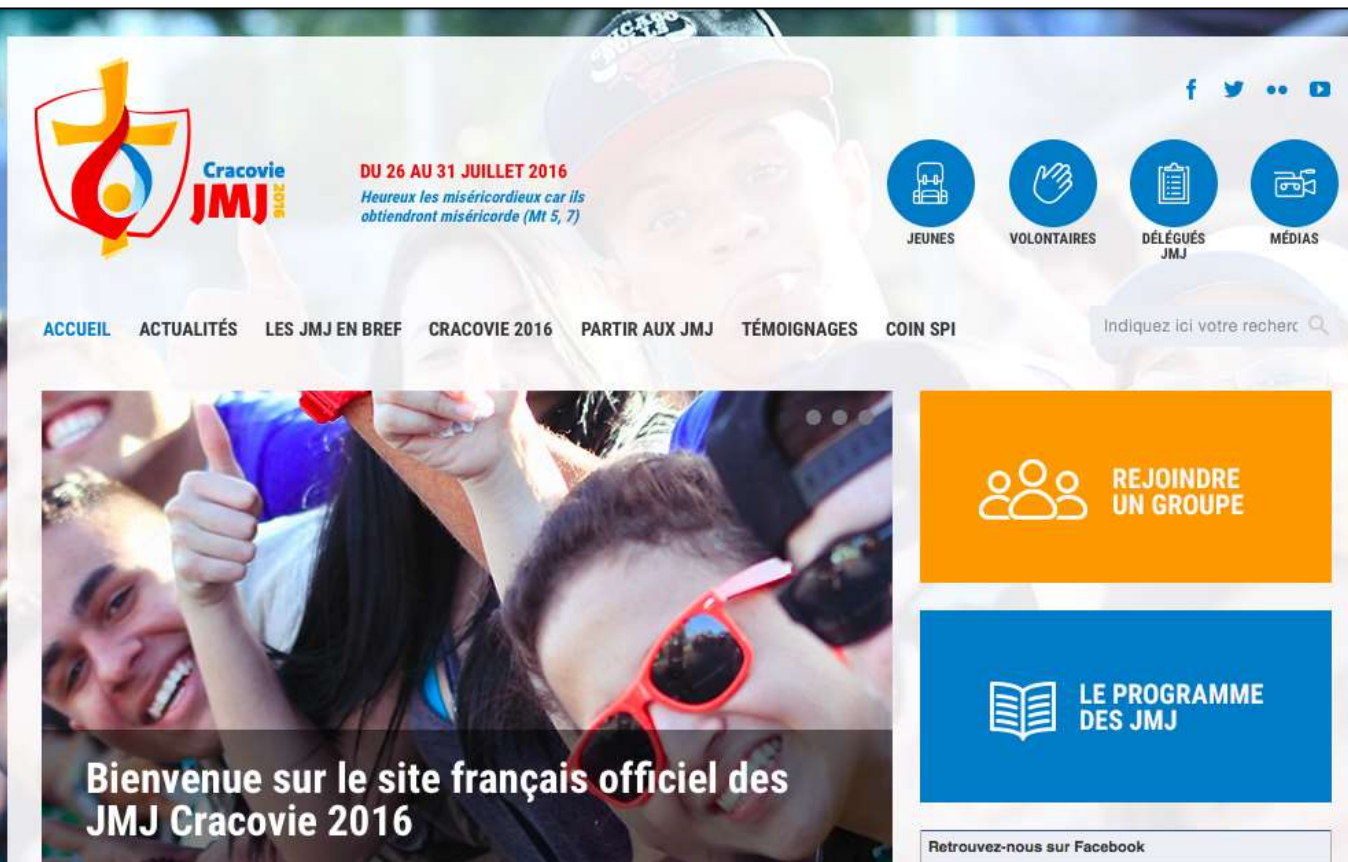 CHICAGO
BULLS
Cracovie
JMJ
2016
DU 26 AU 31 JUILLET 2016
Heureux les miséricordieux car ils
obtiendront miséricorde (Mt 5, 7)
JEUNES
VOLONTAIRES
DÉLÉGUÉS
JMJ
MÉDIAS
ACCUEIL
ACTUALITÉS
LES JMJ EN BREF
CRACOVIE 2016
PARTIR AUX JMJ
TÉMOIGNAGES
COIN SPI
Indiquez ici votre recherc
REJOINDRE
UN GROUPE
LE PROGRAMME
DES JMJ
Bienvenue sur le site français officiel des
JMJ Cracovie 2016
Retrouvez-nous sur Facebook